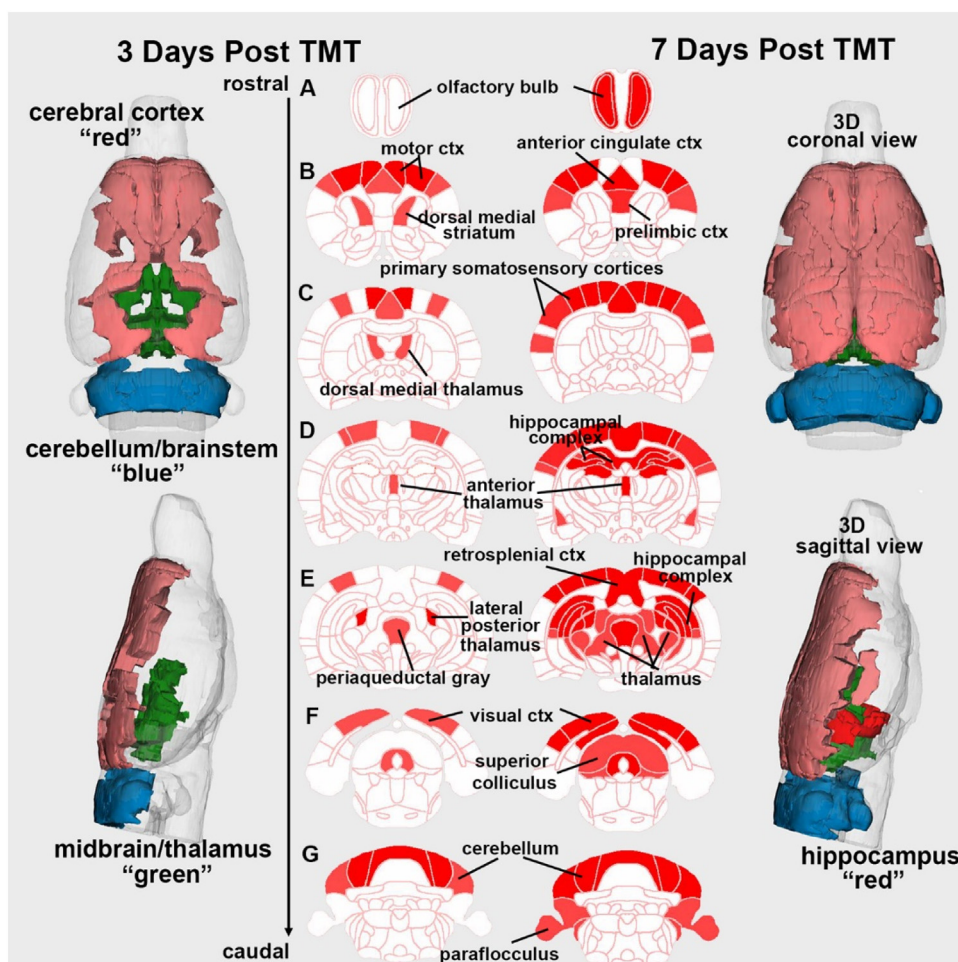 3 Days Post TMT
7 Days Post TMT
rostral
A
olfactory bulb
cerebral cortex
“red”
3D
coronal view
motor ctx
anterior cingulate ctx
B
dorsal medial
striatum
prelimbic ctx
primary somatosensory cortices
C
dorsal medial thalamus
D
hippocampal
complex
cerebellum/brainstem
“blue”
anterior
thalamus
3D
sagittal view
retrosplenial ctx
hippocampal
complex
E
lateral
posterior
thalamus
periaqueductal gray
thalamus
F
visual ctx
superior
colliculus
midbrain/thalamus
“green”
hippocampus
“red”
G
cerebellum
caudal
paraflocculus